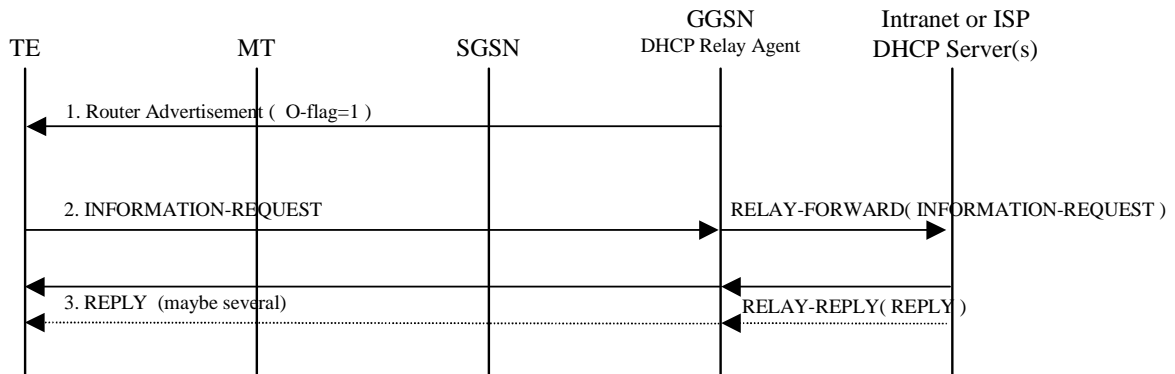 GGSN
Intranet or ISP
TE
MT
SGSN
DHCP Relay Agent
DHCP Server(s)
1. Router Advertisement ( O-flag=1 )
2. INFORMATION-REQUEST
RELAY-FORWARD( INFORMATION-REQUEST )
3. REPLY (maybe several)
RELAY-REPLY( REPLY )